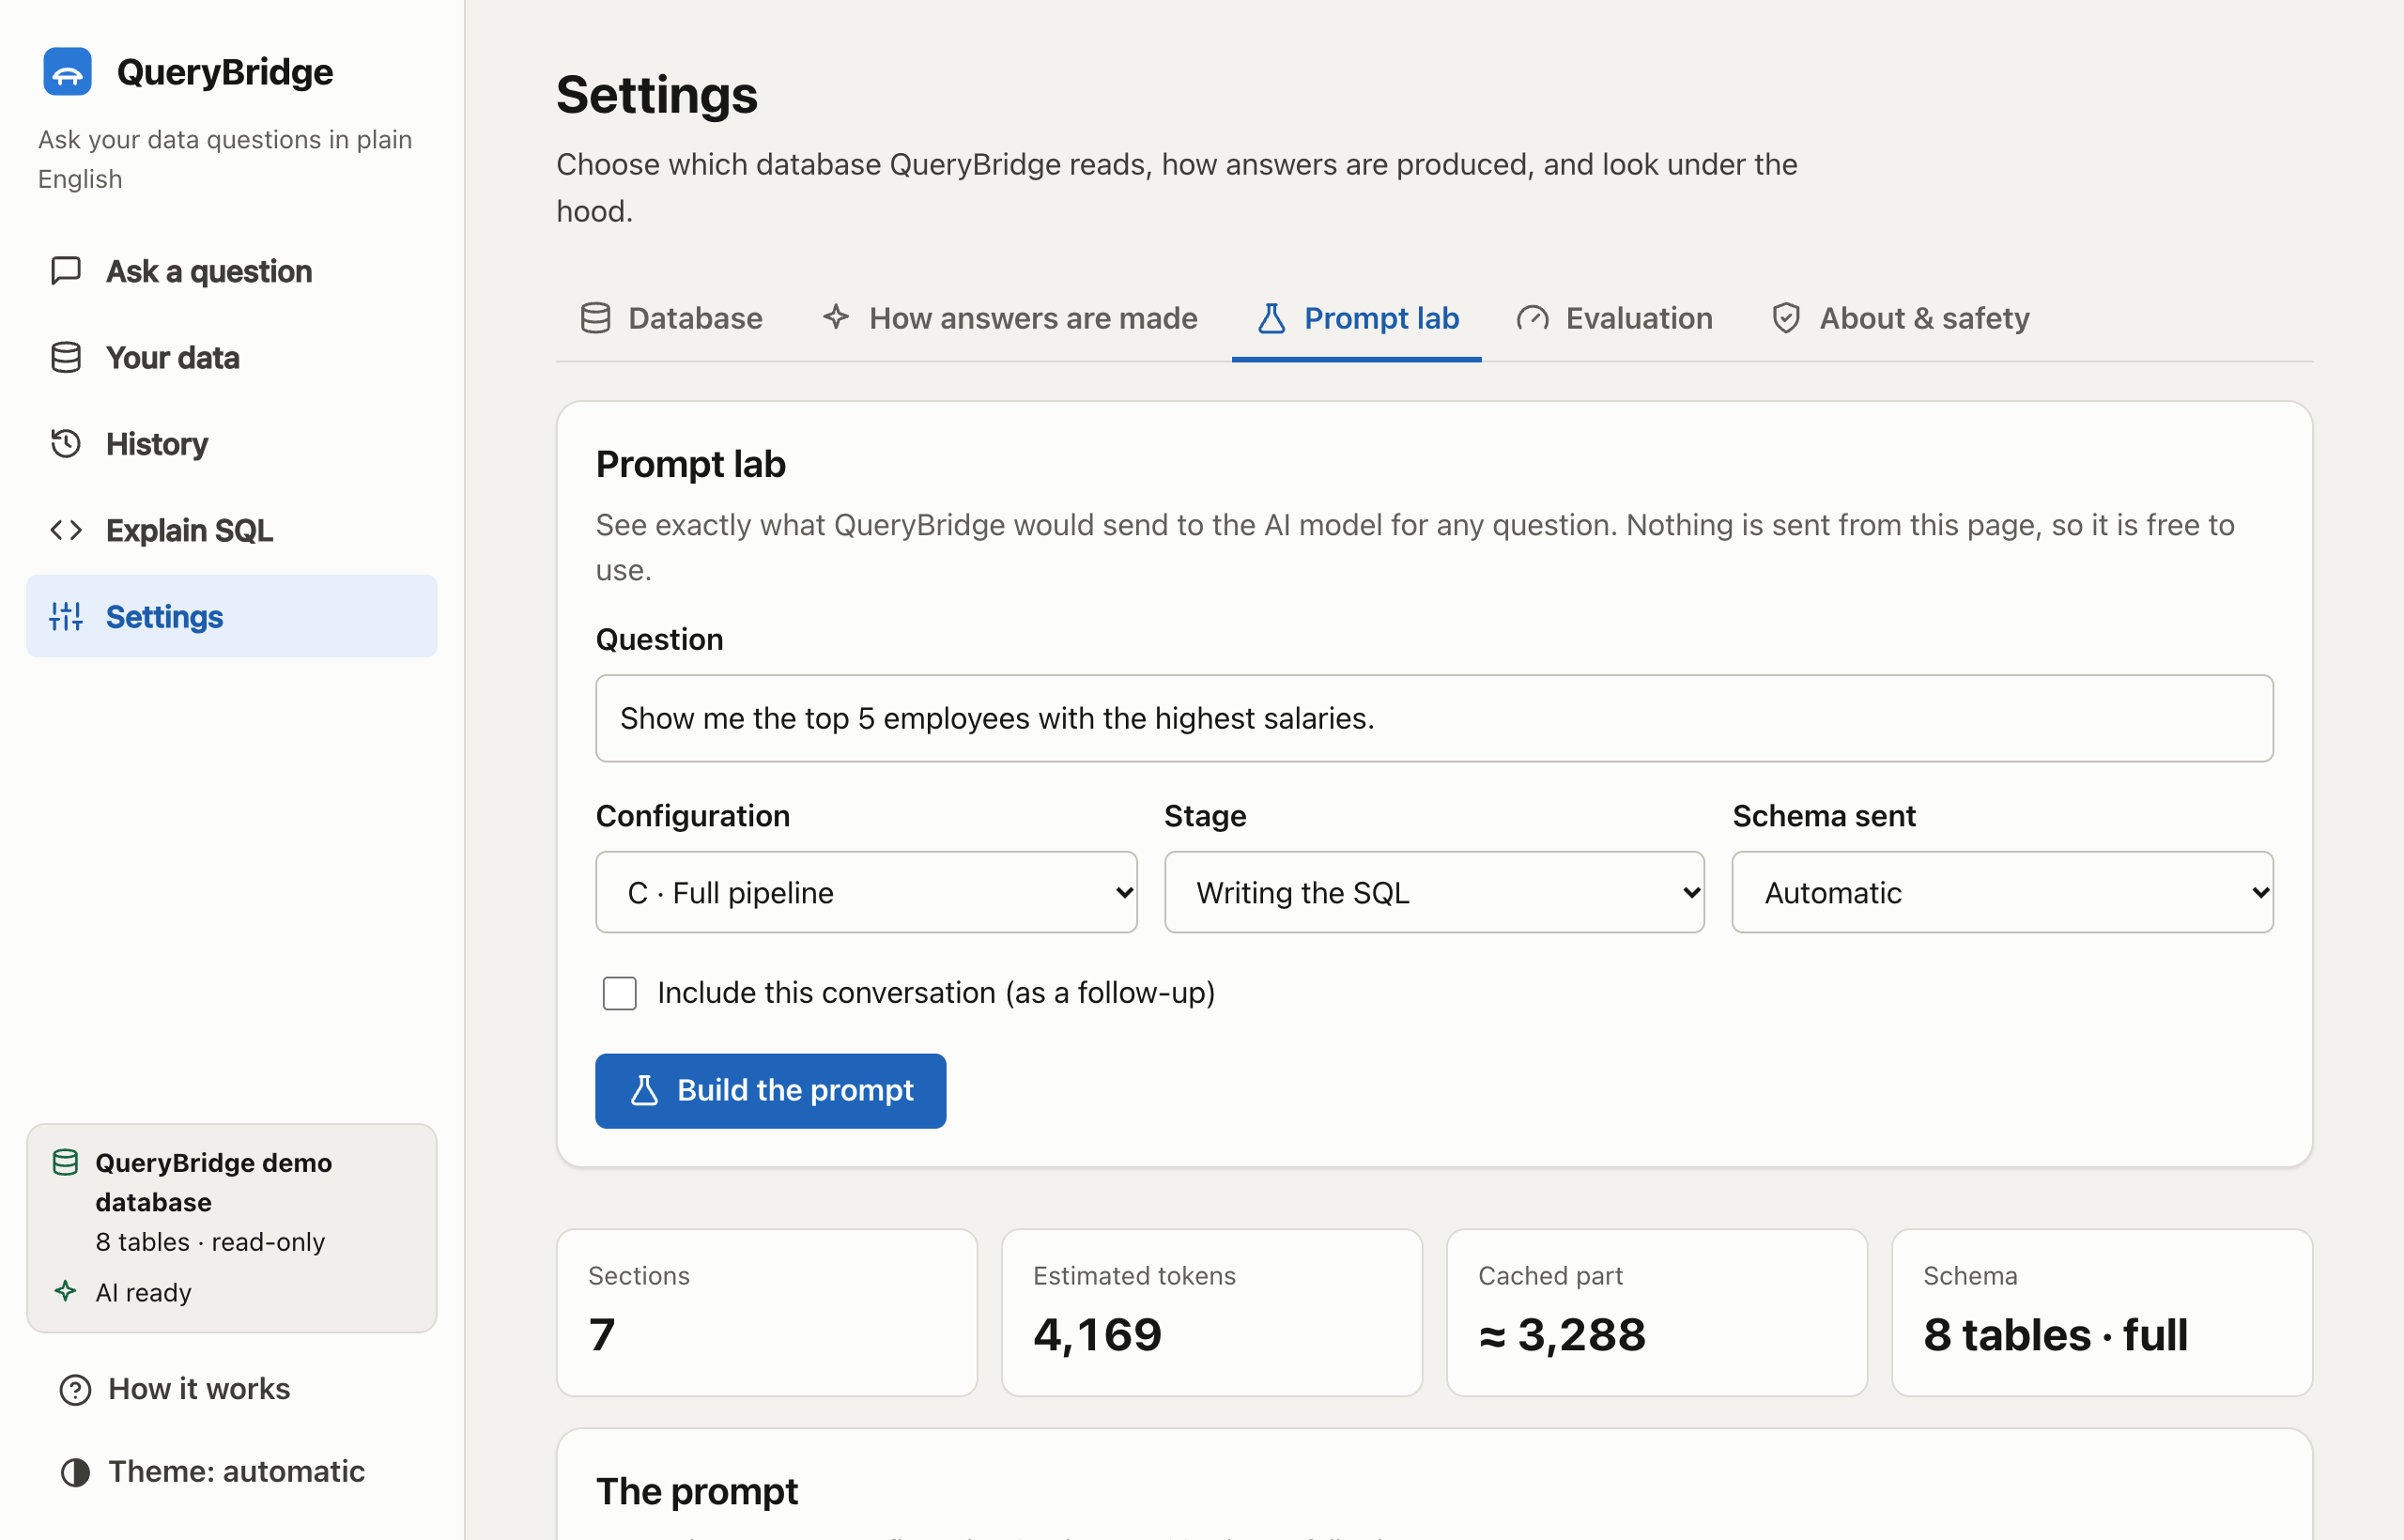 QueryBridge
Ask your data questions in plain
English
Ask a question
Your data
History
Explain SQL
Settings
QueryBridge demo
database
8 tables · read-only
AI ready
How it works
Theme: automatic
Settings
Choose which database QueryBridge reads, how answers are produced, and look under the
hood.
Database How answers are made Prompt lab Evaluation About & safety
Prompt lab
See exactly what QueryBridge would send to the AI model for any question. Nothing is sent from this page, so it is free to
use.
Question
Show me the top 5 employees with the highest salaries.
Configuration Stage Schema sent
C · Full pipeline Writing the SQL Automatic
Include this conversation (as a follow-up)
Build the prompt
Sections Estimated tokens Cached part Schema
7 4,169 ≈ 3,288 8 tables · full
The prompt